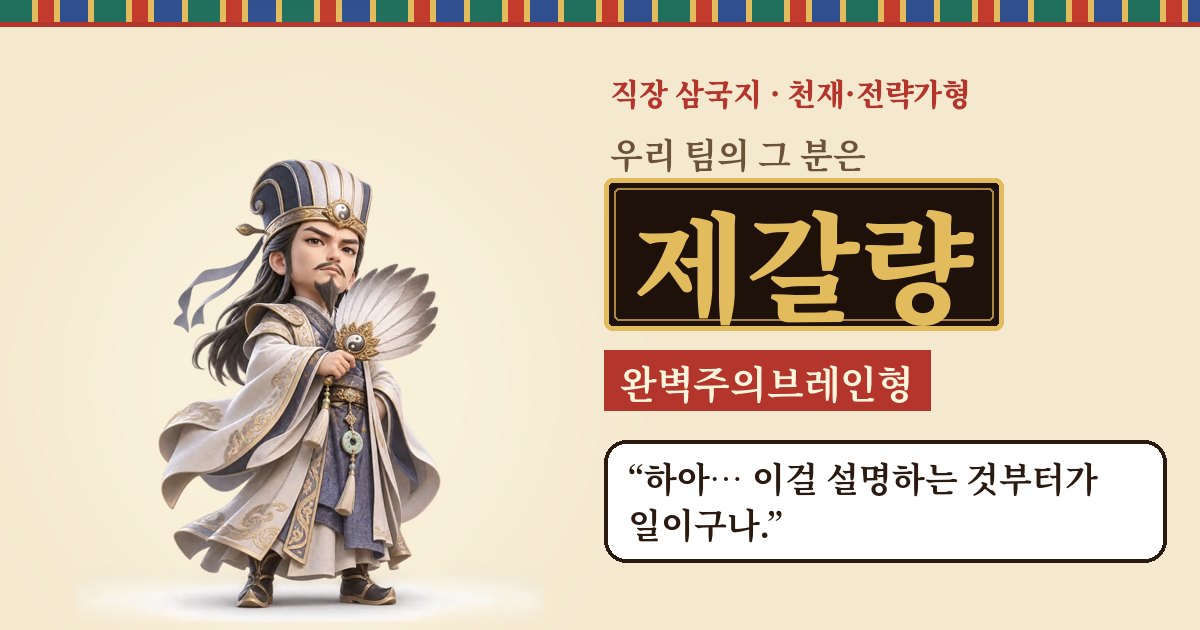 직장 삼국지 · 천재·전략가형
우리 팀의 그 분은
제갈량
완벽주의브레인형
“하아… 이걸 설명하는 것부터가
일이구나.”